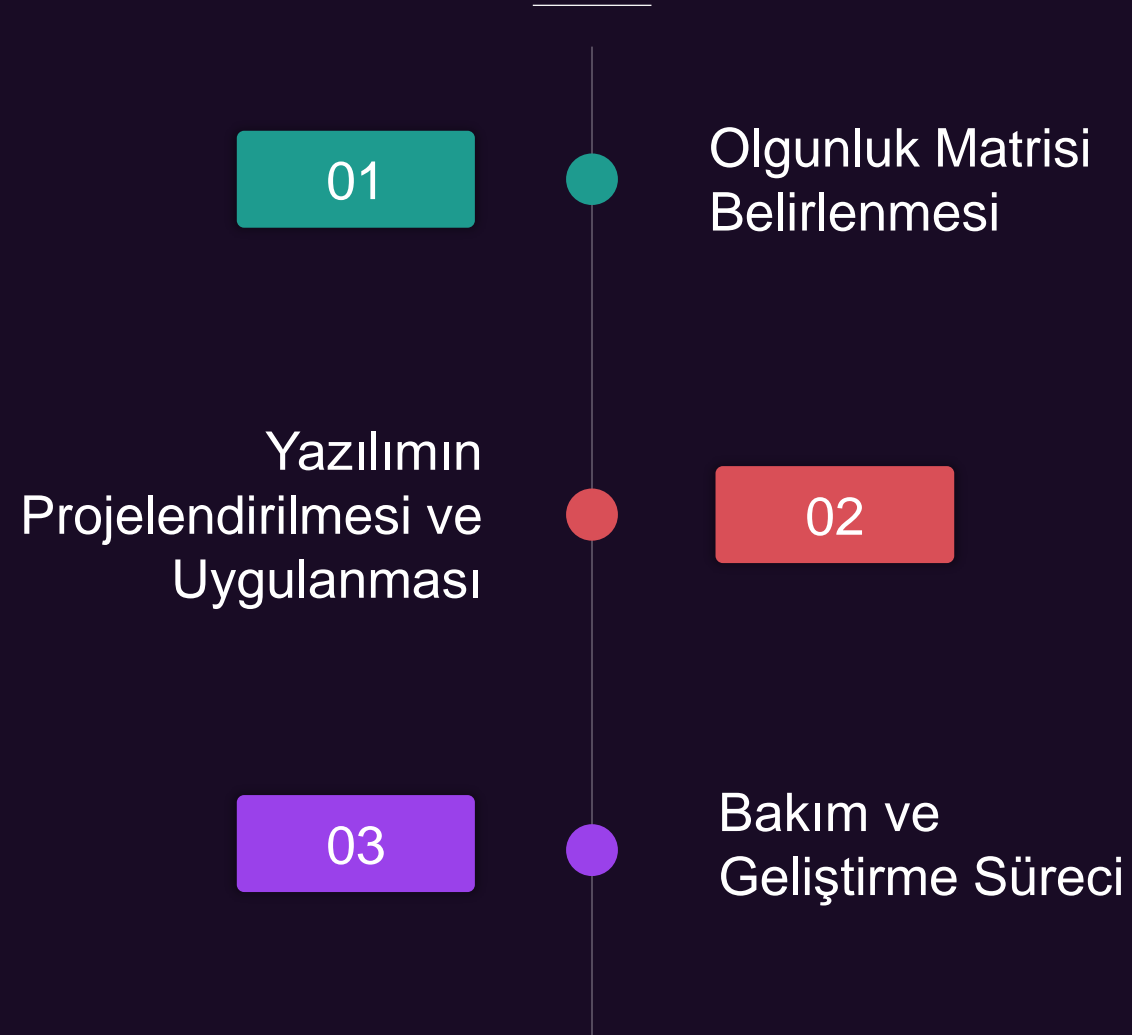 01
Olgunluk Matrisi
Belirlenmesi
Yazılımın
Projelendirilmesi ve
Uygulanması
02
03
Bakım ve
Geliştirme Süreci